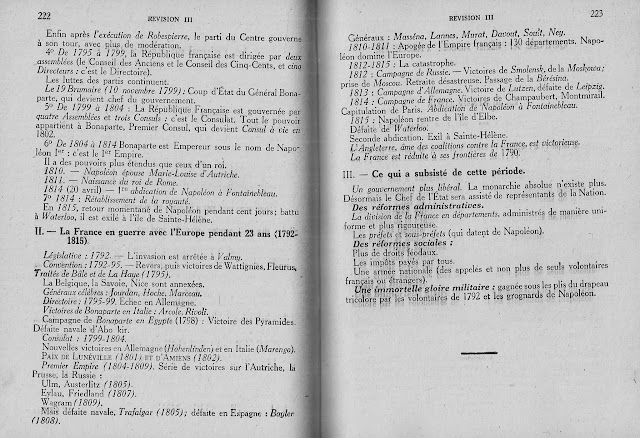 222
REVISION III
Enfin après l'exécution de Robespierre, le parti du Centre gouverne
à son tour, avec plus de modération.
4° De 1795 à 1799, la République française est dirigée par deux
assemblées (le Conseil des Anciens et le Conseil des Cinq-Cents, et cinq
Directeurs : c'est le Directoire).
Les luttes des partis continuent.
Le 19 Brumaire (10 novembre 1799) : Coup d'État du Général Bona-
parte, qui devient chef du gouvernement.
5° De 1799 à 1804 : La République Française est gouvernée par
quatre Assemblées et trois Consuls : c'est le Consulat. Tout le pouvoir
appartient à Bonaparte, Premier Consul, qui devient Consul à vie en
1802.
6° De 1804 à 1814 Bonaparte est Empereur sous le nom de Napo-
léon Ier : c'est le 1er Empire.
Il a des pouvoirs plus étendus que ceux d'un roi.
1810. — Napoléon épouse Marie-Louise d'Autriche.
1811. — Naissance du roi de Rome.
1814 (20 avril) — 1re abdication de Napoléon à Fontainebleau.
7° 1814 : Rétablissement de la royauté.
En 1815, retour momentané de Napoléon pendant cent jours ; battu
à Waterloo, il est exilé à l'île de Sainte-Hélène.
II. — La France en guerre avec l'Europe pendant 23 ans (1792-
1815).
Législative : 1792. — L'invasion est arrêtée à Valmy.
Convention : 1792-95. — Revers, puis victoires de Wattignies, Fleurus,
Traités de Bâle et de La Haye (1795).
La Belgique, la Savoie, Nice sont annexées.
Généraux célèbres : Jourdan, Hoche, Marceau.
Directoire : 1795-99. Échec en Allemagne.
Victoires de Bonaparte en Italie : Arcole, Rivoli.
Campagne de Bonaparte en Egypte (1798) : Victoire des Pyramides.
Défaite navale d'Abo kir.
Consulat : 1799-1804.
Nouvelles victoires en Allemagne (Hohenlinden) et en Italie (Marengo).
PAIX DE LUNÉVILLE (1801) ET D'AMIENS (1802).
Premier Empire (1804-1809). Série de victoires sur l'Autriche, la
Prusse, la Russie :
Ulm, Austerlitz (1805).
Eylau, Friedland (1807).
Wagram (1809).
Mais défaite navale, Trafalgar (1805) ; défaite en Espagne : Baylen
(1808).
REVISION III
223
Généraux : Masséna, Lannes, Murat, Davout, Soult, Ney.
1810-1811 : Apogée de l'Empire français : 130 départements. Napo-
léon domine l'Europe.
1812-1815 : La catastrophe.
1812 : Campagne de Russie. — Victoires de Smolensk, de la Moskowa ;
prise de Moscou. Retraite désastreuse. Passage de la Bérésina.
1813 : Campagne d'Allemagne. Victoire de Lutzen, défaite de Leipzig.
1814 : Campagne de France. Victoires de Champaubert, Montmirail.
Capitulation de Paris. Abdication de Napoléon à Fontainebleau.
1815 : Napoléon rentre de l'île d'Elbe.
Défaite de Waterloo.
Seconde abdication. Exil à Sainte-Hélène.
L'Angleterre, âme des coalitions contre la France, est victorieuse.
La France est réduite à ses frontières de 1790.
III. — Ce qui a subsisté de cette période.
Un gouvernement plus libéral. La monarchie absolue n'existe plus.
Désormais le Chef de l'État sera assisté de représentants de la Nation.
Des réformes administratives.
La division de la France en départements, administrés de manière uni-
forme et plus rigoureuse.
Les préfets et sous-préfets (qui datent de Napoléon).
Des réformes sociales :
Plus de droits féodaux.
Les impôts payés par tous.
Une armée nationale (des appelés et non plus de seuls volontaires
français ou étrangers).
Une immortelle gloire militaire : gagnée sous les plis du drapeau
tricolore par les volontaires de 1792 et les grognards de Napoléon.